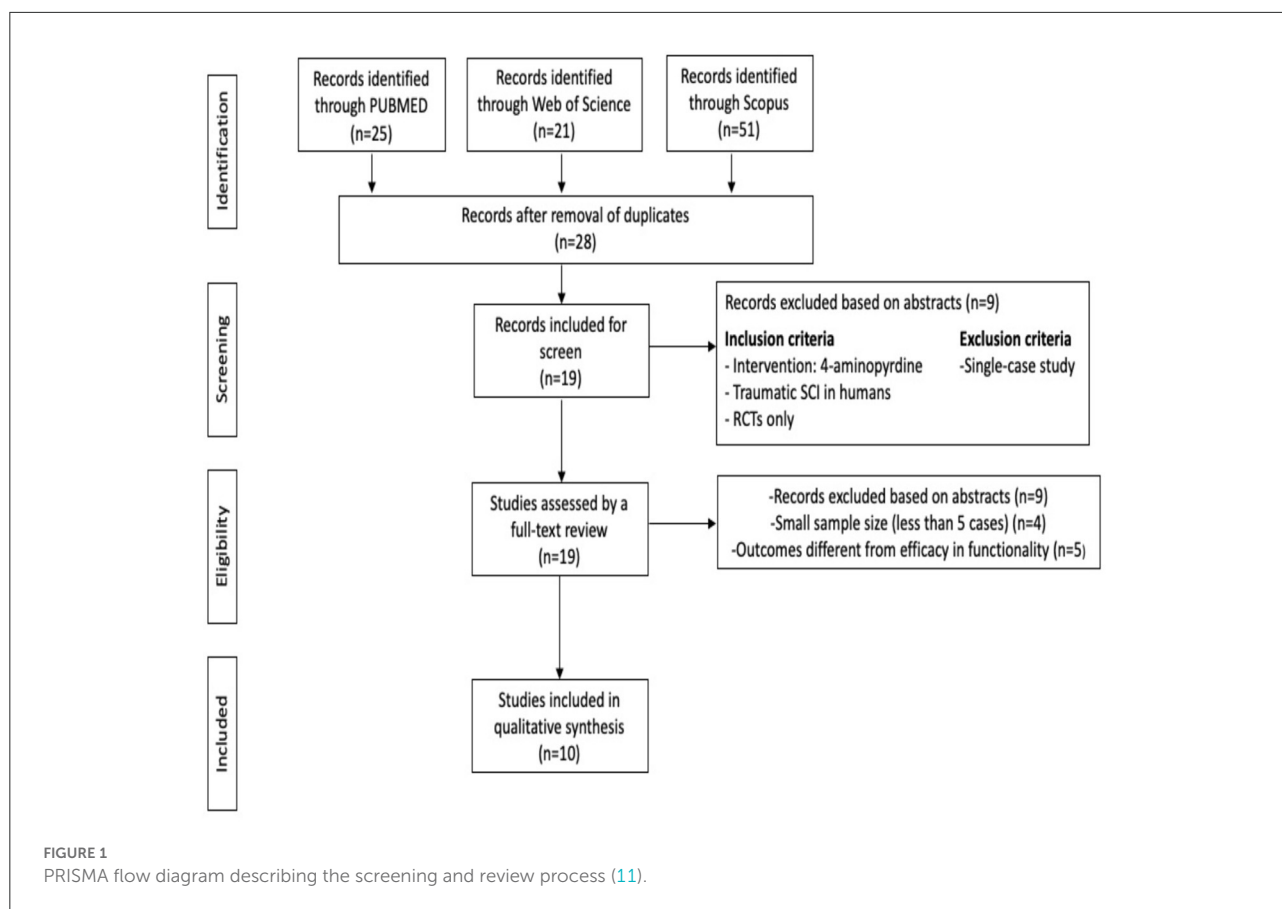 Identification
Records identified
through PUBMED
(n=25)
Records identified
through Web of Science
(n=21)
Records identified
through Scopus
(n=51)
Records after removal of duplicates
(n=28)
Screening
Records included for
screen
(n=19)
Records excluded based on abstracts (n=9)
Inclusion criteria
- Intervention: 4-aminopyrdine
- Traumatic SCI in humans
- RCTs only
Exclusion criteria
-Single-case study
Eligibility
Studies assessed by a
full-text review
(n=19)
-Records excluded based on abstracts (n=9)
-Small sample size (less than 5 cases) (n=4)
-Outcomes different from efficacy in functionality (n=5)
Included
Studies included in
qualitative synthesis
(n=10)
FIGURE 1
PRISMA flow diagram describing the screening and review process (11).